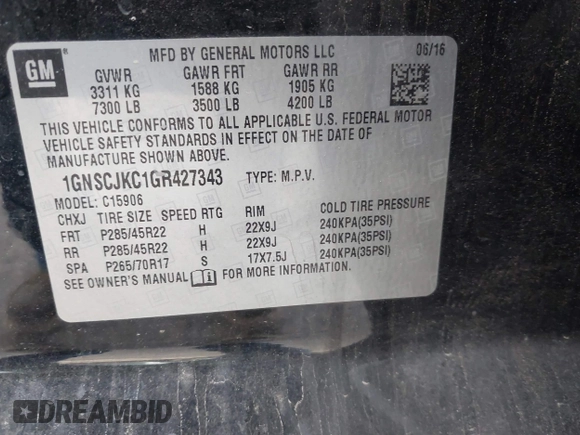 GM
MFD BY GENERAL MOTORS LLC 06/16
GVWR GAWR FRT GAWR RR
3311 KG 1588 KG 1905 KG
7300 LB 3500 LB 4200 LB
THIS VEHICLE CONFORMS TO ALL APPLICABLE U.S. FEDERAL MOTOR
VEHICLE SAFETY STANDARDS IN EFFECT ON THE DATE OF
MANUFACTURE SHOWN ABOVE.
1GNSCJKC1GR427343 TYPE: M.P.V.
MODEL: C15906
CHXJ TIRE SIZE SPEED RTG RIM COLD TIRE PRESSURE
FRT P285/45R22 H 22X9J 240KPA(35PSI)
RR P285/45R22 H 22X9J 240KPA(35PSI)
SPA P265/70R17 S 17X7.5J 240KPA(35PSI)
SEE OWNER'S MANUAL FOR MORE INFORMATION.
DREAMBID